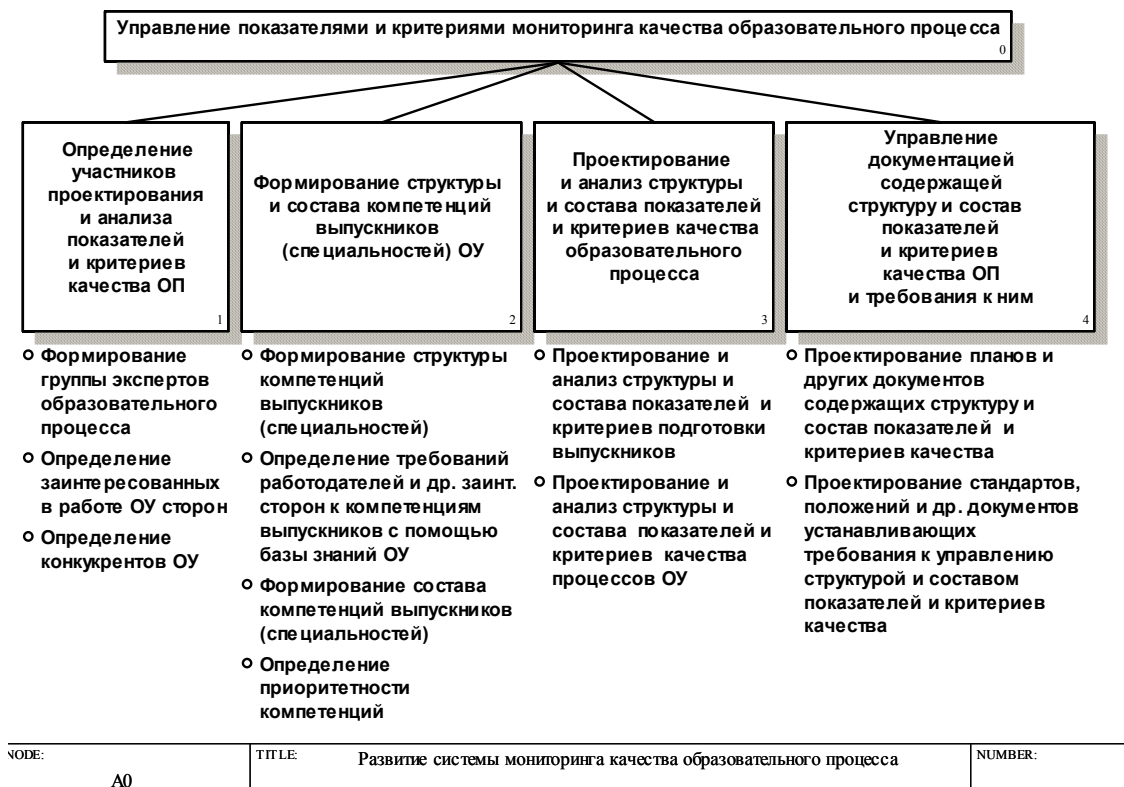 Управление показателями и критериями мониторинга качества образовательного процесса
0
Определение
участников
проектирования
и анализа
показателей
и критериев
качества ОП
1
Формирование структуры
и состава компетенций
выпускников
(специальностей) ОУ
2
Проектирование
и анализ структуры
и состава показателей
и критериев качества
образовательного
процесса
3
Управление
документацией
содержащей
структуру и состав
показателей
и критериев
качества ОП
и требования к ним
4
Формирование
группы экспертов
образовательного
процесса
Определение
заинтересованных
в работе ОУ сторон
Определение
конкукрентов ОУ
Формирование структуры
компетенций
выпускников
(специальностей)
Определение требований
работодателей и др. заинт.
сторон к компетенциям
выпускников с помощью
базы знаний ОУ
Формирование состава
компетенций выпускников
(специальностей)
Определение
приоритетности
компетенций
Проектирование и
анализ структуры и
состава показателей и
критериев подготовки
выпускников
Проектирование и
анализ структуры и
состава показателей и
критериев качества
процессов ОУ
Проектирование планов и
других документов
содержащих структуру и
состав показателей и
критериев качества
Проектирование стандартов,
положений и др. документов
устанавливающих
требования к управлению
структурой и составом
показателей и критериев
качества
NODE:
A0
TITLE:
Развитие системы мониторинга качества образовательного процесса
NUMBER: